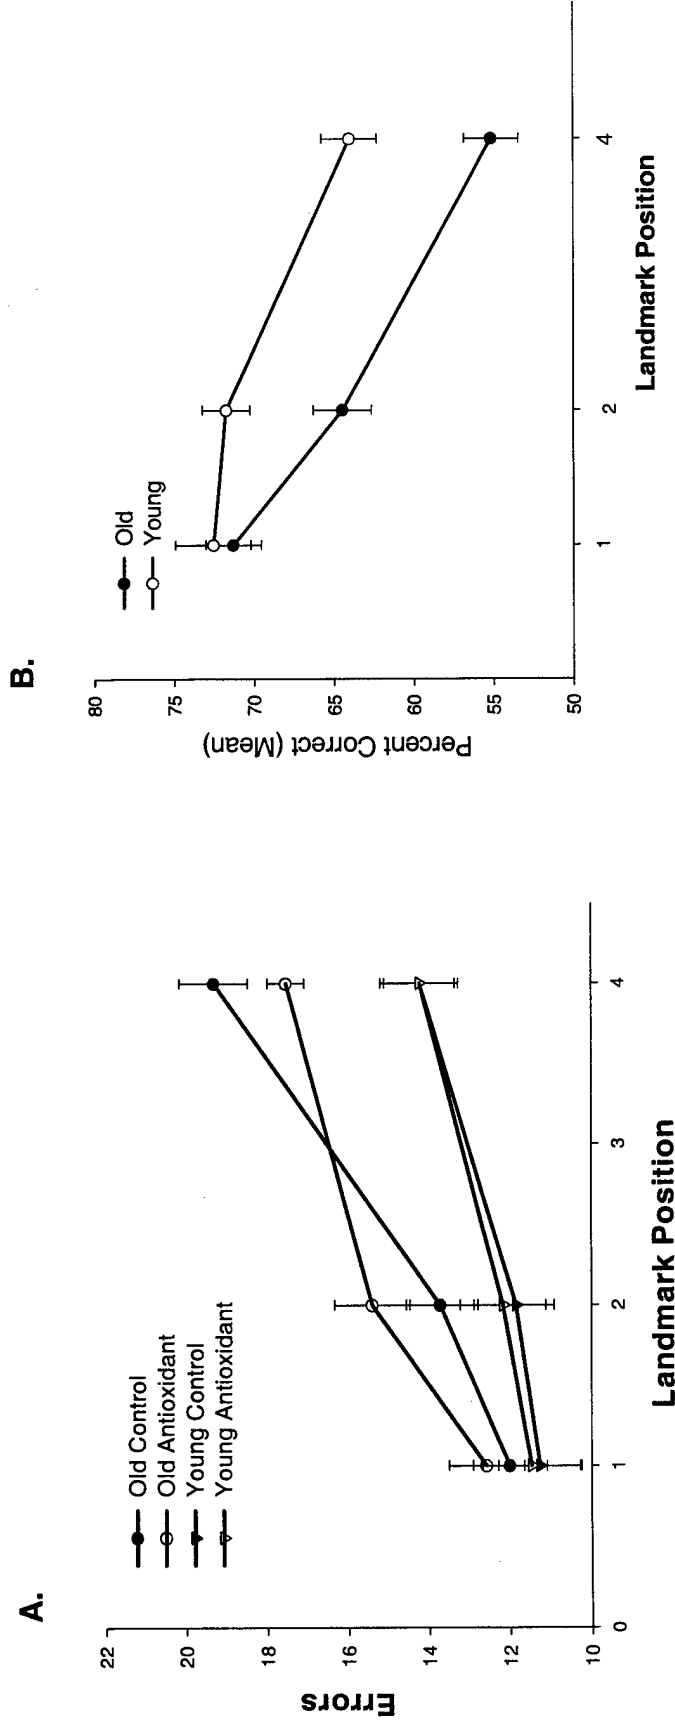 A.
Old Control
Old Antioxidant
Young Control
Young Antioxidant
22
20
18
16
14
12
10
Errors
0
1
2
3
4
Landmark Position
B.
Old
Young
80
75
70
65
60
55
50
Percent Correct (Mean)
1
2
4
Landmark Position